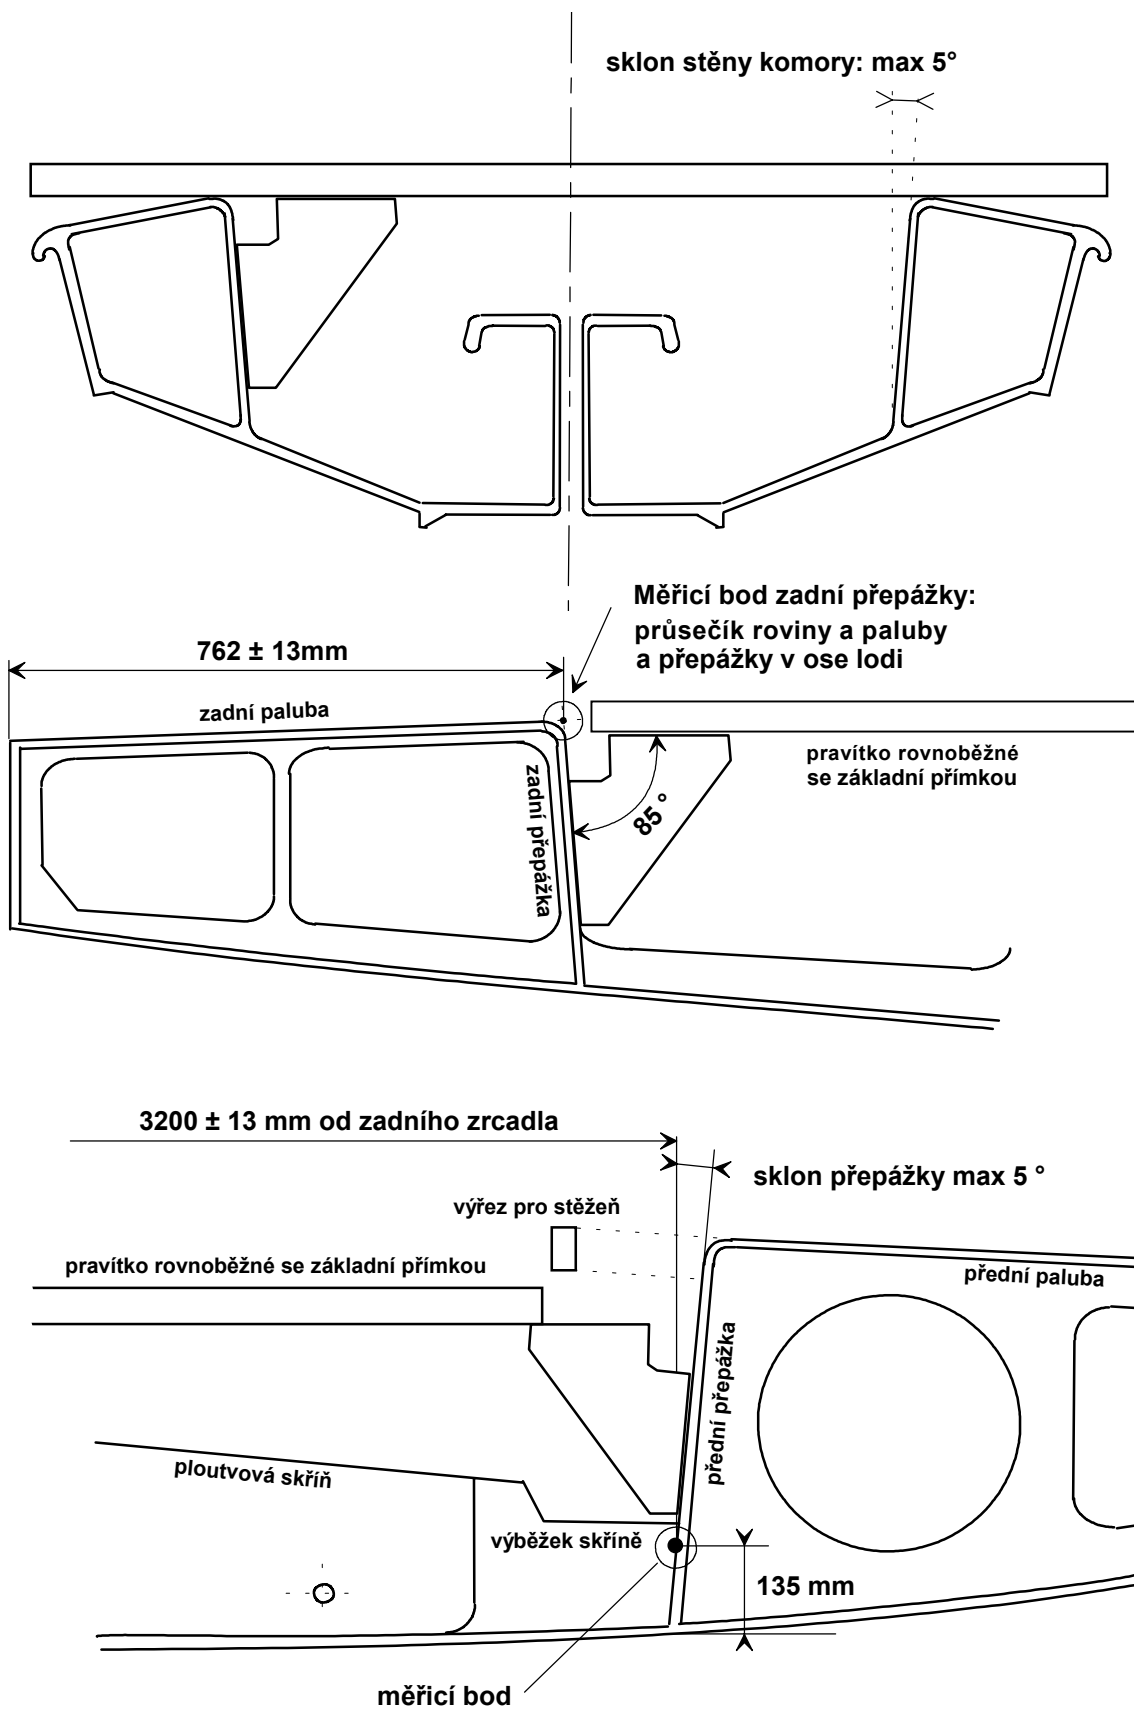 sklon stěny komory: max 5°
Měřicí bod zadní přepážky:
průsečík roviny a paluby
a přepážky v ose lodi
762 ± 13mm
zadní paluba
pravítko rovnoběžné
se základní přímkou
zadní přepážka
85 °
3200 ± 13 mm od zadního zrcadla
sklon přepážky max 5 °
výřez pro stěžeň
pravítko rovnoběžné se základní přímkou
přední paluba
přední přepážka
ploutvová skříň
výběžek skříně
135 mm
měřicí bod